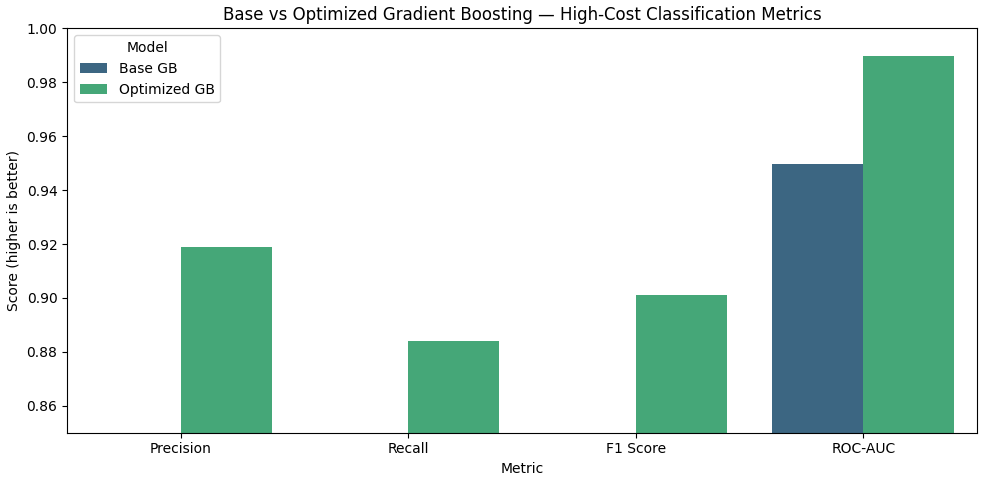 Base vs Optimized Gradient Boosting — High-Cost Classification Metrics
Model
Base GB
Optimized GB
Score (higher is better)
1.00
0.98
0.96
0.94
0.92
0.90
0.88
0.86
Precision
Recall
F1 Score
ROC-AUC
Metric